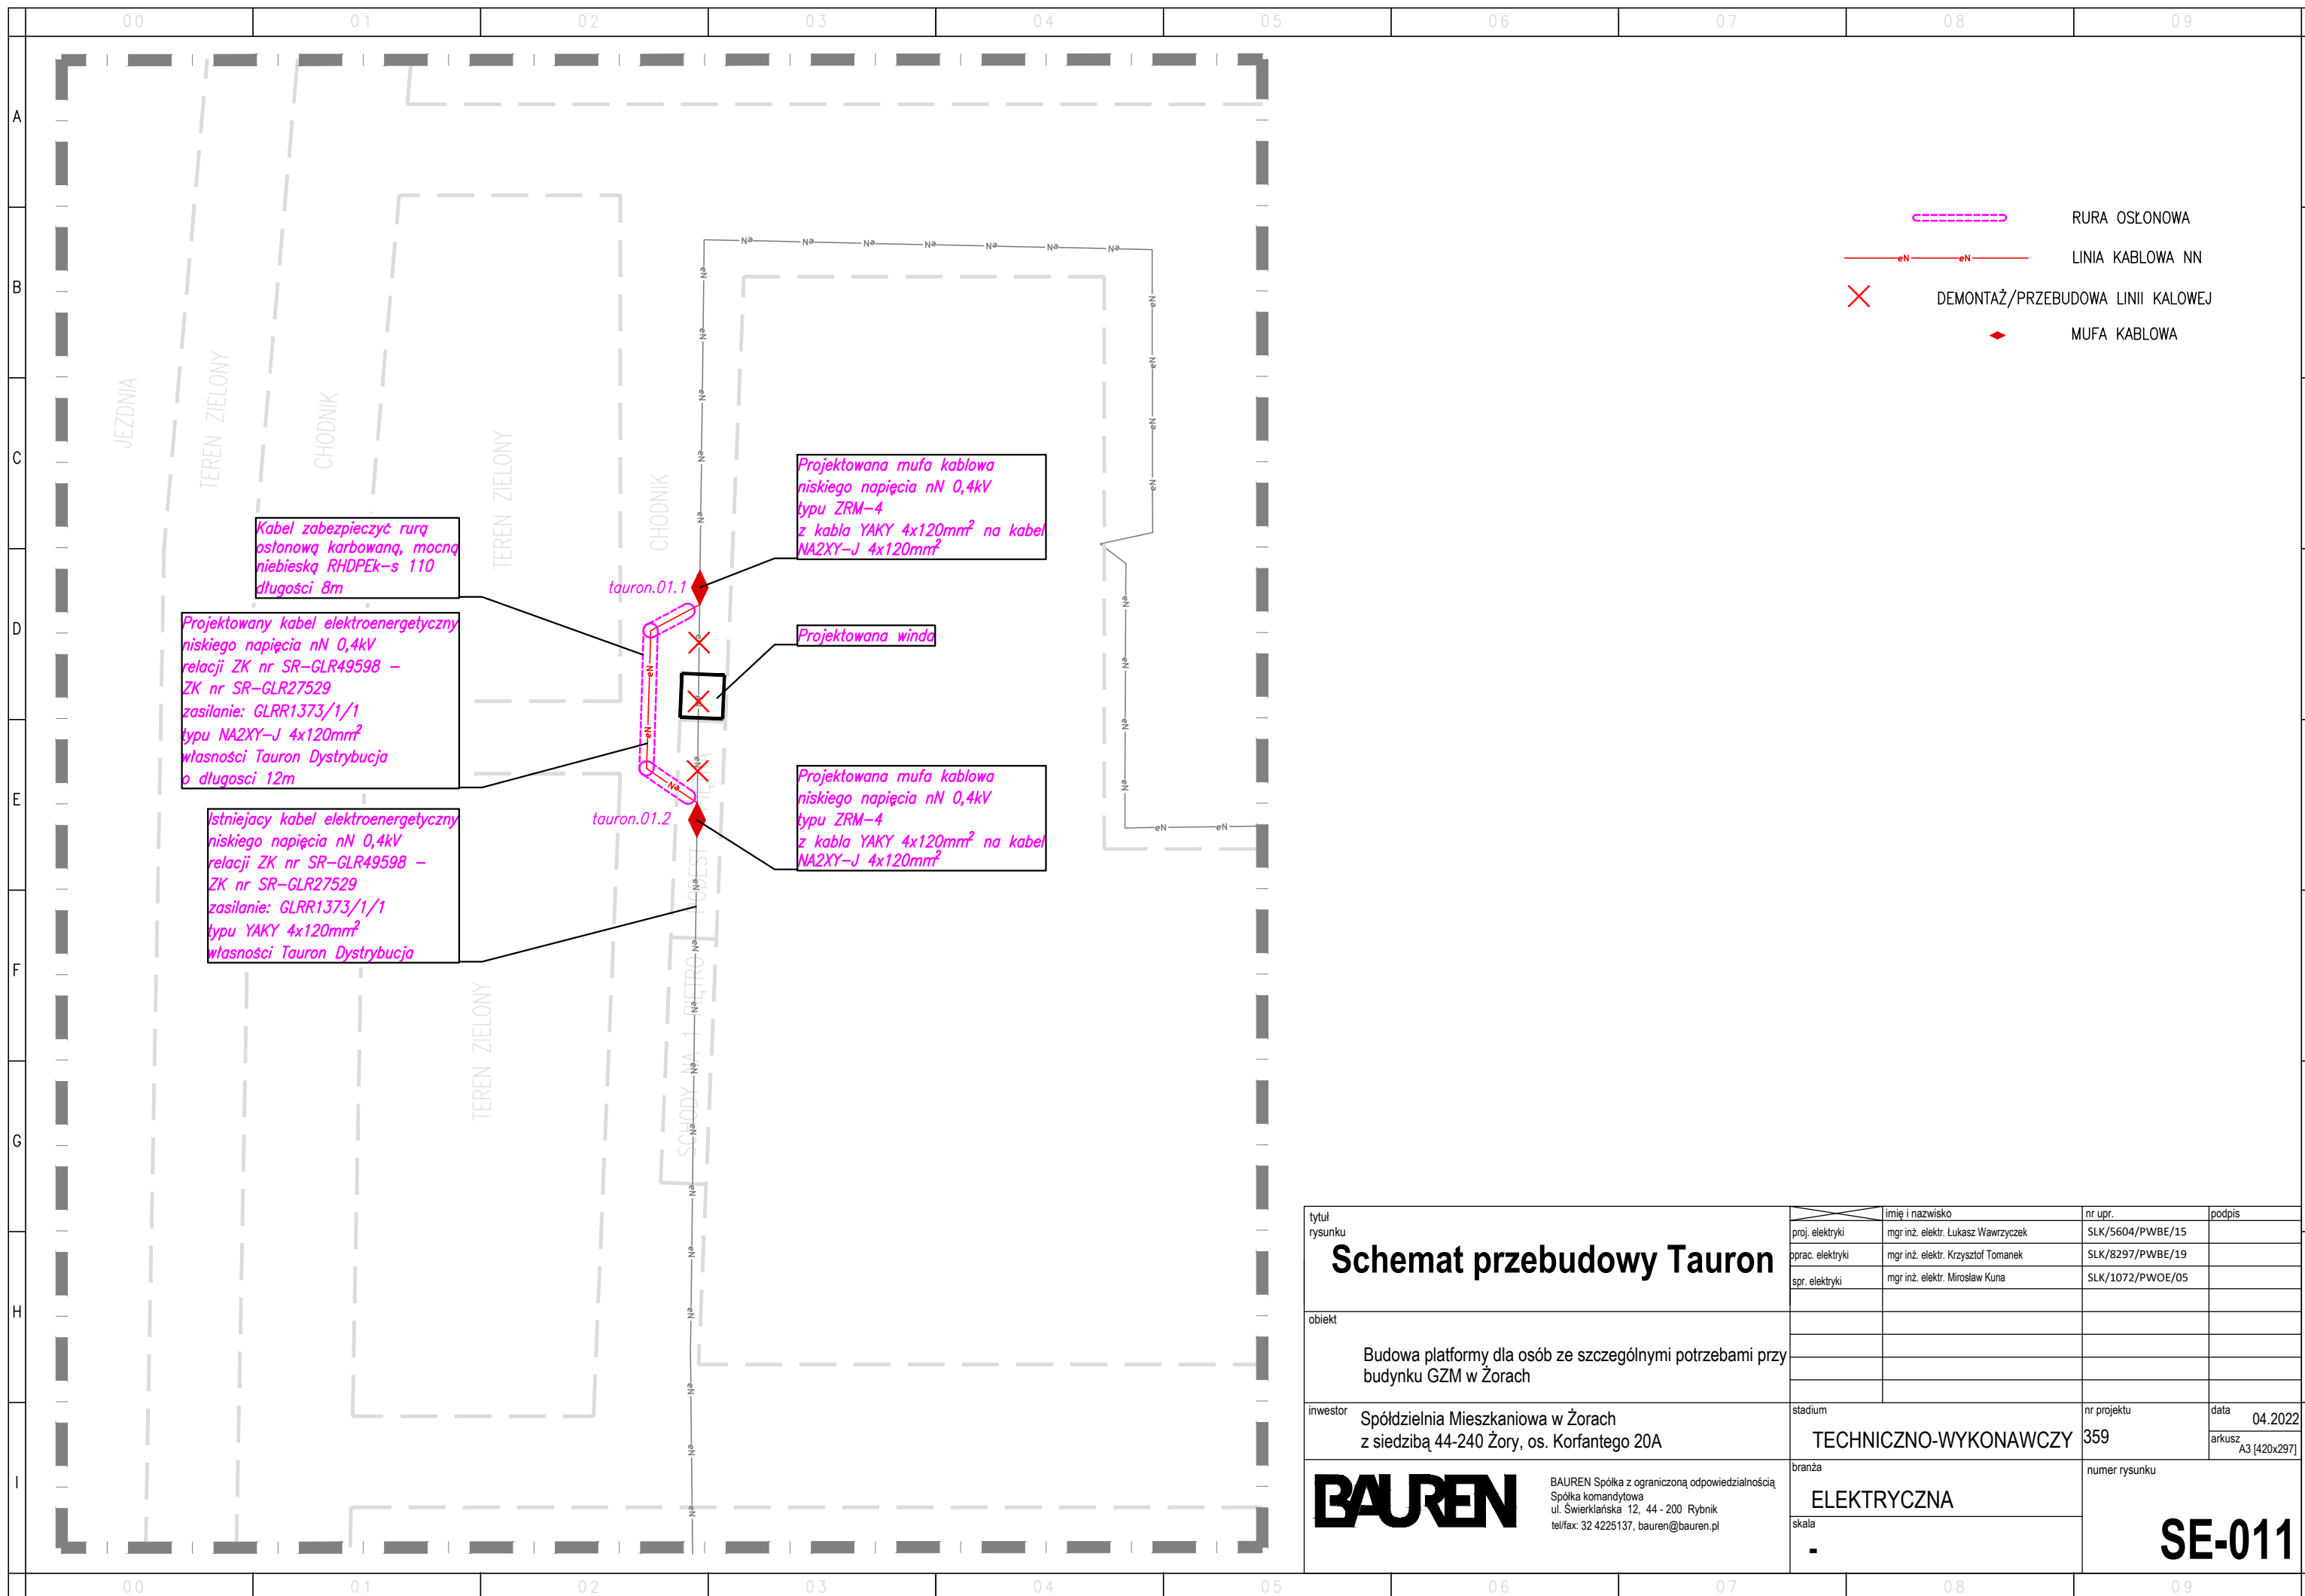 00 01 02 03 04 05 06 07 08 09
A
B
C
D
E
F
G
H
I
JEZDNIA
TEREN ZIELONY
CHODNIK
TEREN ZIELONY
CHODNIK
TEREN ZIELONY
SCHODY NA 1 PIĘTRO
RURA OSŁONOWA
eN eN
LINIA KABLOWA NN
DEMONTAŻ/PRZEBUDOWA LINII KALOWEJ
MUFA KABLOWA
Projektowana mufa kablowa
niskiego napięcia nN 0,4kV
typu ZRM-4
z kabla YAKY 4x120mm² na kabel
NA2XY-J 4x120mm²
Kabel zabezpieczyć rurą
osłonową karbowaną, mocną
niebieską RHDPEk-s 110
długości 8m
tauron.01.1
Projektowany kabel elektroenergetyczny
niskiego napięcia nN 0,4kV
relacji ZK nr SR-GLR49598 -
ZK nr SR-GLR27529
zasilanie: GLRR1373/1/1
typu NA2XY-J 4x120mm²
własności Tauron Dystrybucja
o długosci 12m
Projektowana winda
Projektowana mufa kablowa
niskiego napięcia nN 0,4kV
typu ZRM-4
z kabla YAKY 4x120mm² na kabel
NA2XY-J 4x120mm²
tauron.01.2
Istniejacy kabel elektroenergetyczny
niskiego napięcia nN 0,4kV
relacji ZK nr SR-GLR49598 -
ZK nr SR-GLR27529
zasilanie: GLRR1373/1/1
typu YAKY 4x120mm²
własności Tauron Dystrybucja
tytuł
rysunku
Schemat przebudowy Tauron
imię i nazwisko nr upr. podpis
proj. elektryki mgr inż. elektr. Łukasz Wawrzyczek SLK/5604/PWBE/15
oprac. elektryki mgr inż. elektr. Krzysztof Tomanek SLK/8297/PWBE/19
spr. elektryki mgr inż. elektr. Mirosław Kuna SLK/1072/PWOE/05
obiekt
Budowa platformy dla osób ze szczególnymi potrzebami przy
budynku GZM w Żorach
inwestor
Spółdzielnia Mieszkaniowa w Żorach
z siedzibą 44-240 Żory, os. Korfantego 20A
stadium
TECHNICZNO-WYKONAWCZY
nr projektu
359
data
04.2022
arkusz
A3 [420x297]
BAUREN
BAUREN Spółka z ograniczoną odpowiedzialnością
Spółka komandytowa
ul. Świerklańska 12, 44 - 200 Rybnik
tel/fax: 32 4225137, bauren@bauren.pl
branża
ELEKTRYCZNA
skala
-
numer rysunku
SE-011
00 01 02 03 04 05 06 07 08 09